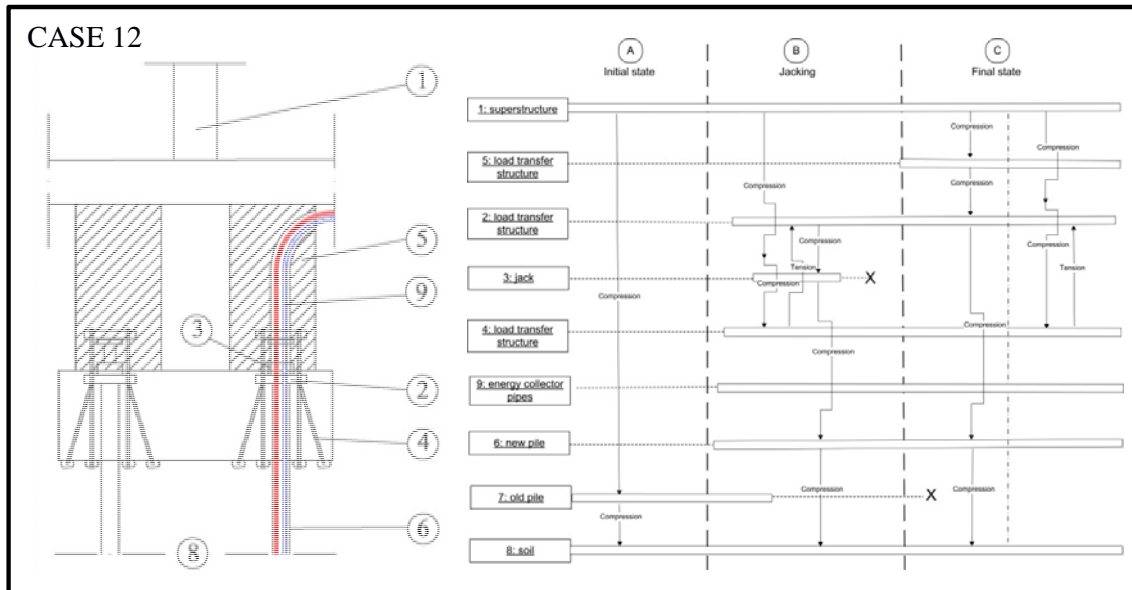 CASE 12
1
5
9
3
2
4
6
8
A
Initial state
B
Jacking
C
Final state
1: superstructure
5: load transfer
structure
2: load transfer
structure
3: jack
4: load transfer
structure
9: energy collector
pipes
6: new pile
7: old pile
8: soil
Compression
Compression
Compression
Compression
Tension
Compression
Compression
Compression
Compression
Compression
Compression
Compression
Tension
Compression
Compression
X
X